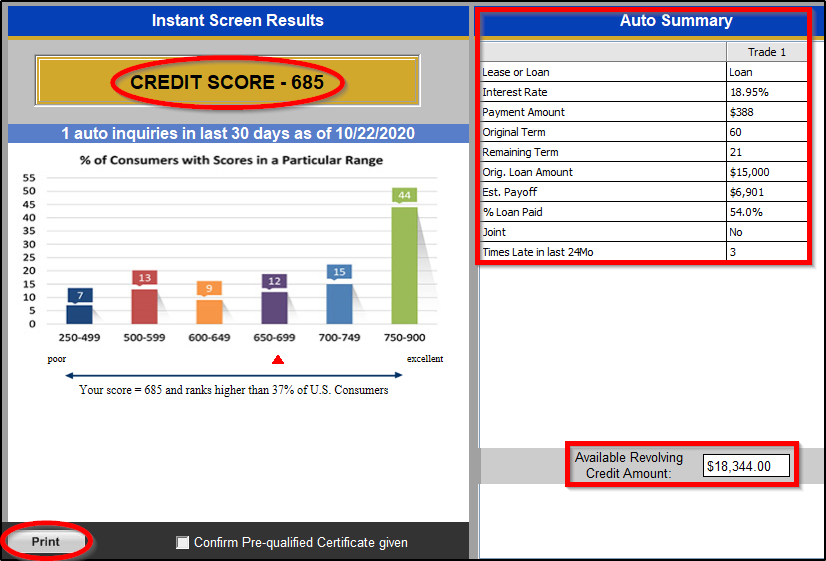 Instant Screen Results
CREDIT SCORE - 685
1 auto inquiries in last 30 days as of 10/22/2020
% of Consumers with Scores in a Particular Range
55
50
45
40
35
30
25
20
15
10
5
0
7
13
9
12
15
44
250-499 500-599 600-649 650-699 700-749 750-900
poor excellent
Your score = 685 and ranks higher than 37% of U.S. Consumers
Print
Confirm Pre-qualified Certificate given
Auto Summary
Trade 1
Lease or Loan Loan
Interest Rate 18.95%
Payment Amount $388
Original Term 60
Remaining Term 21
Orig. Loan Amount $15,000
Est. Payoff $6,901
% Loan Paid 54.0%
Joint No
Times Late in last 24Mo 3
Available Revolving
Credit Amount:
$18,344.00